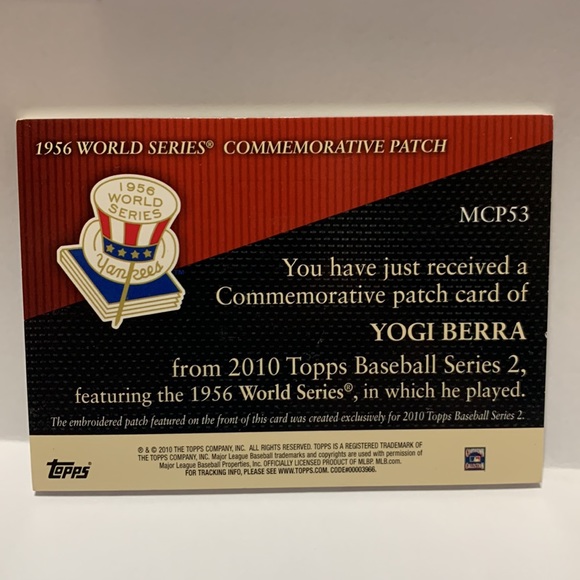 1956 WORLD SERIES® COMMEMORATIVE PATCH
1956
WORLD
SERIES
Yankees
MCP53
You have just received a
Commemorative patch card of
YOGI BERRA
from 2010 Topps Baseball Series 2,
featuring the 1956 World Series®, in which he played.
The embroidered patch featured on the front of this card was created exclusively for 2010 Topps Baseball Series 2.
® & © 2010 THE TOPPS COMPANY, INC. ALL RIGHTS RESERVED. TOPPS IS A REGISTERED TRADEMARK OF
THE TOPPS COMPANY, INC. Major League Baseball trademarks and copyrights are used with permission of
Major League Baseball Properties, Inc. OFFICIALLY LICENSED PRODUCT OF MLBP. MLB.com.
FOR TRACKING INFO, PLEASE SEE WWW.TOPPS.COM. CODE#00003966.
Topps